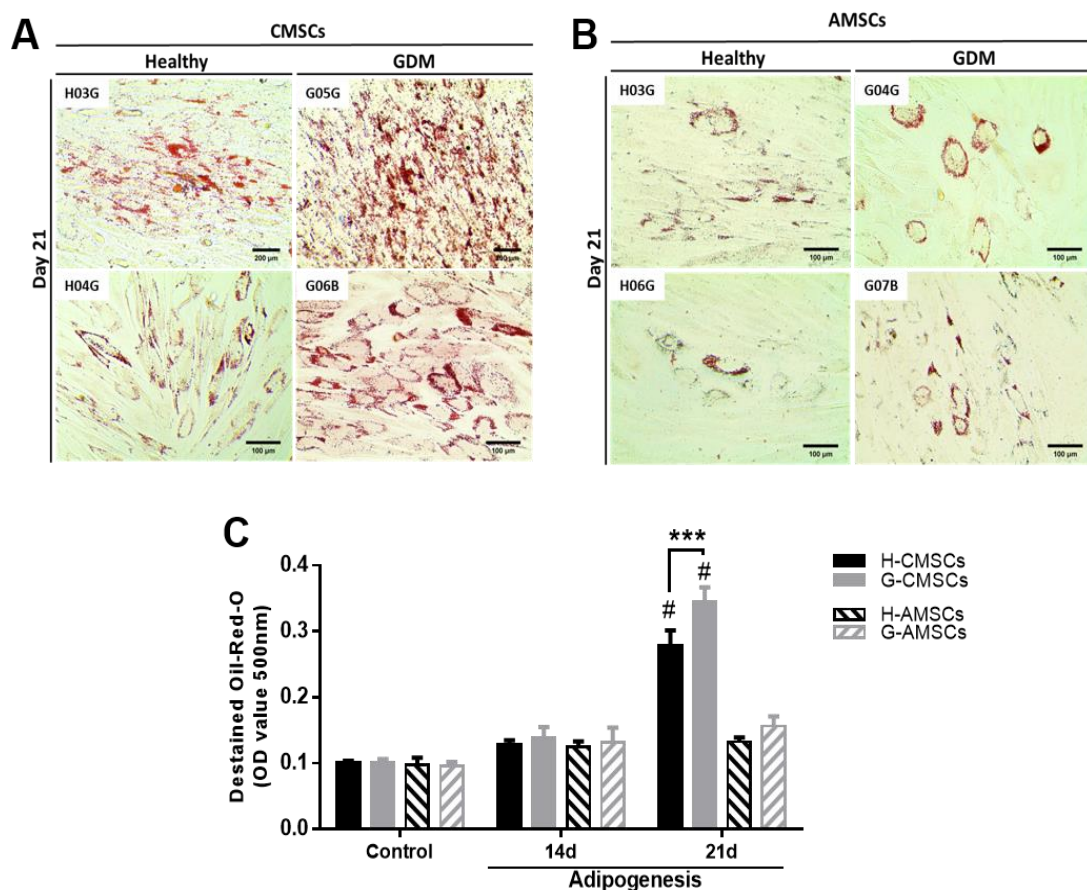 A
CMSCs
Healthy
GDM
Day 21
H03G
200 µm
G05G
200 µm
H04G
100 µm
G06B
100 µm
B
AMSCs
Healthy
GDM
Day 21
H03G
100 µm
G04G
100 µm
H06G
100 µm
G07B
100 µm
C
Destained Oil-Red-O
(OD value 500nm)
0.4
0.3
0.2
0.1
0.0
***
#
#
Control
14d
21d
Adipogenesis
H-CMSCs
G-CMSCs
H-AMSCs
G-AMSCs